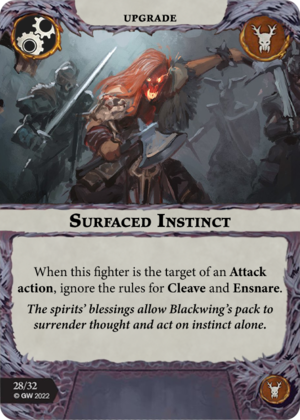 UPGRADE
SURFACED INSTINCT
When this fighter is the target of an Attack
action, ignore the rules for Cleave and Ensnare.
The spirits' blessings allow Blackwing's pack to
surrender thought and act on instinct alone.
28/32
© GW 2022